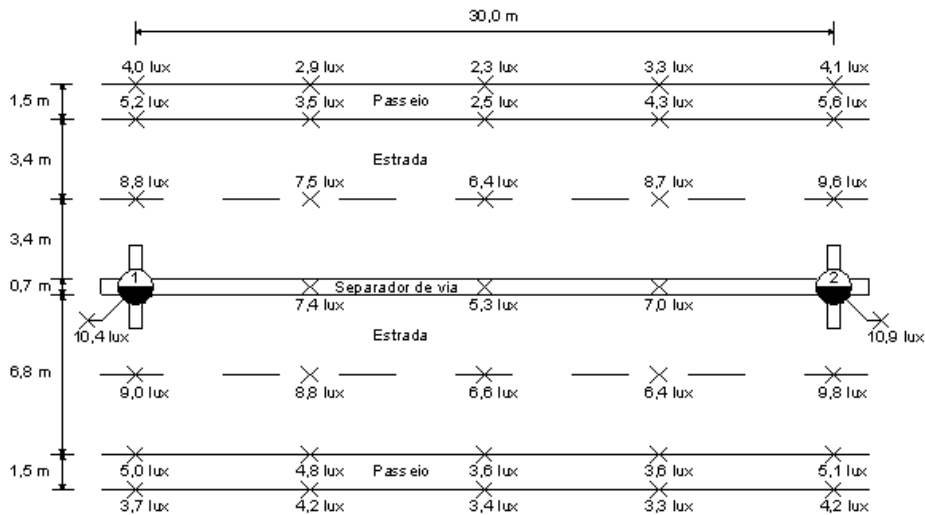 30,0 m
4,0 lux 2,9 lux 2,3 lux 3,3 lux 4,1 lux
1,5 m
5,2 lux 3,5 lux Passeio 2,5 lux 4,3 lux 5,6 lux
3,4 m
Estrada
8,8 lux 7,5 lux 6,4 lux 8,7 lux 9,6 lux
3,4 m
1 2
0,7 m
Separador de via
7,4 lux 5,3 lux 7,0 lux
10,4 lux Estrada 10,9 lux
6,8 m
9,0 lux 8,8 lux 6,6 lux 6,4 lux 9,8 lux
1,5 m
5,0 lux 4,8 lux Passeio 3,6 lux 3,6 lux 5,1 lux
3,7 lux 4,2 lux 3,4 lux 3,3 lux 4,2 lux